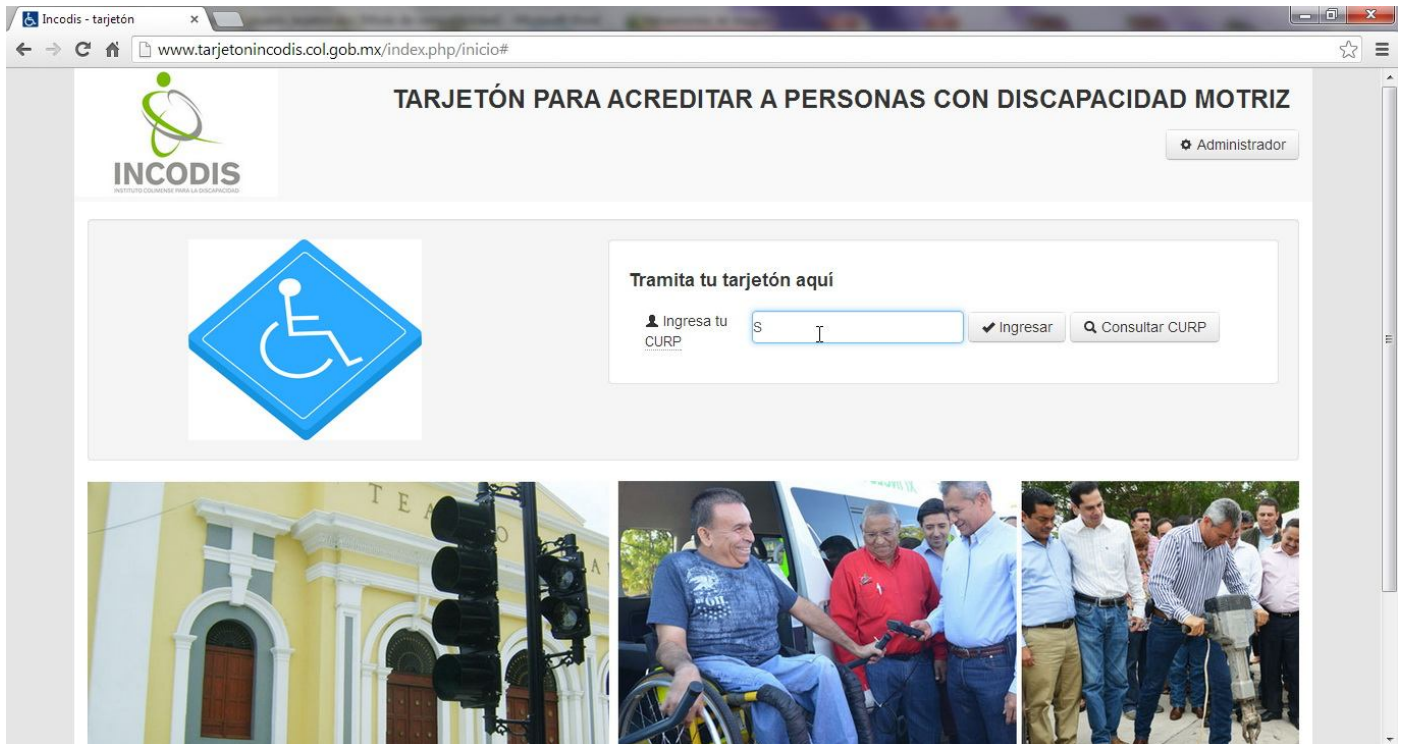 Incodis - tarjetón
www.tarjetonincodis.col.gob.mx/index.php/inicio#
TARJETÓN PARA ACREDITAR A PERSONAS CON DISCAPACIDAD MOTRIZ
Administrador
INCODIS
INSTITUTO COLIMENSE PARA LA DISCAPACIDAD
Tramita tu tarjetón aquí
Ingresa tu
CURP
S
Ingresar
Consultar CURP
TEA
O
A